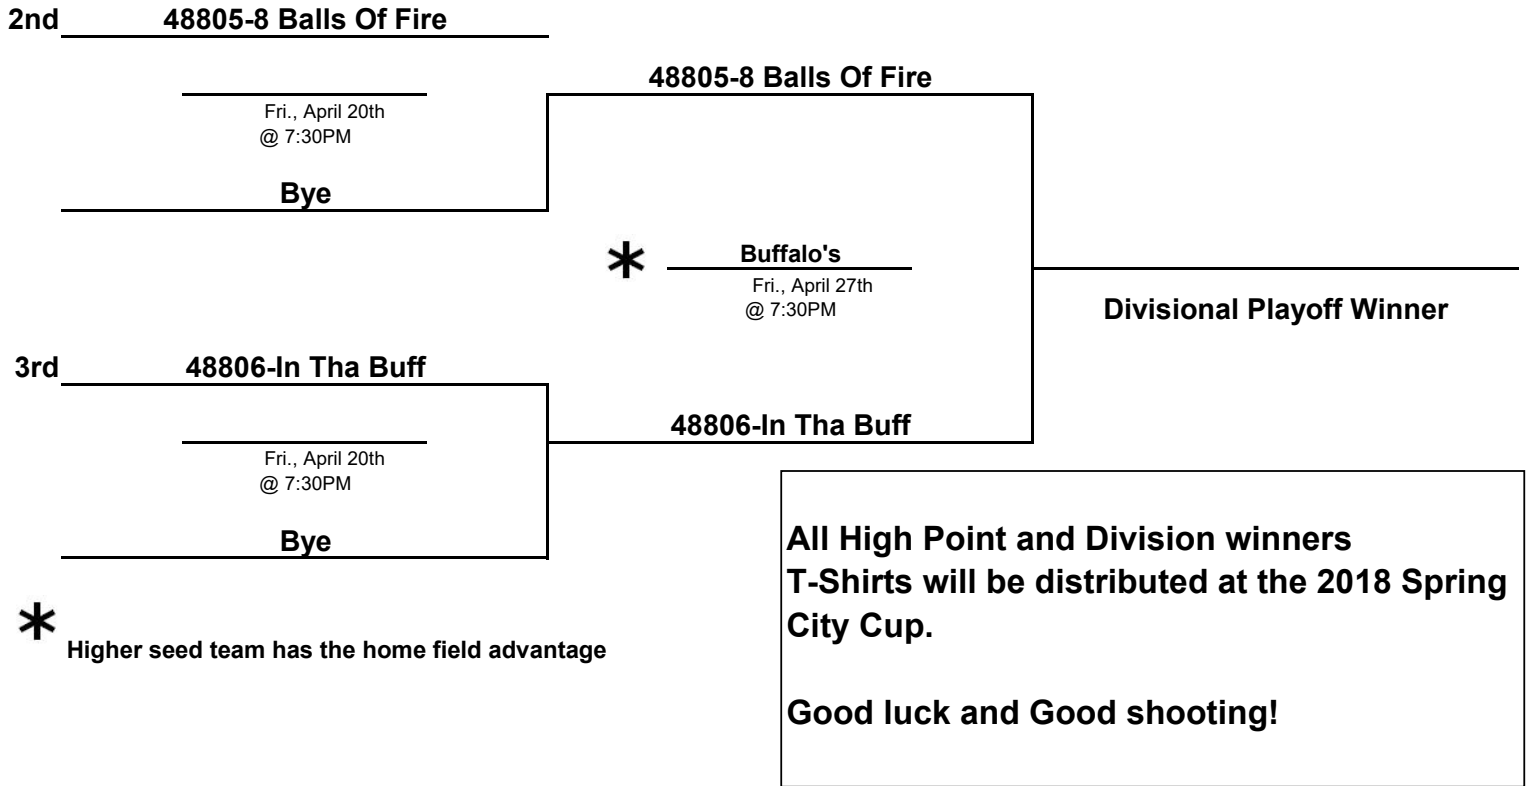 2nd 48805-8 Balls Of Fire
48805-8 Balls Of Fire
Fri., April 20th
@ 7:30PM
Bye
* Buffalo's
Fri., April 27th
@ 7:30PM
Divisional Playoff Winner
3rd 48806-In Tha Buff
48806-In Tha Buff
Fri., April 20th
@ 7:30PM
Bye
* Higher seed team has the home field advantage
All High Point and Division winners
T-Shirts will be distributed at the 2018 Spring
City Cup.
Good luck and Good shooting!